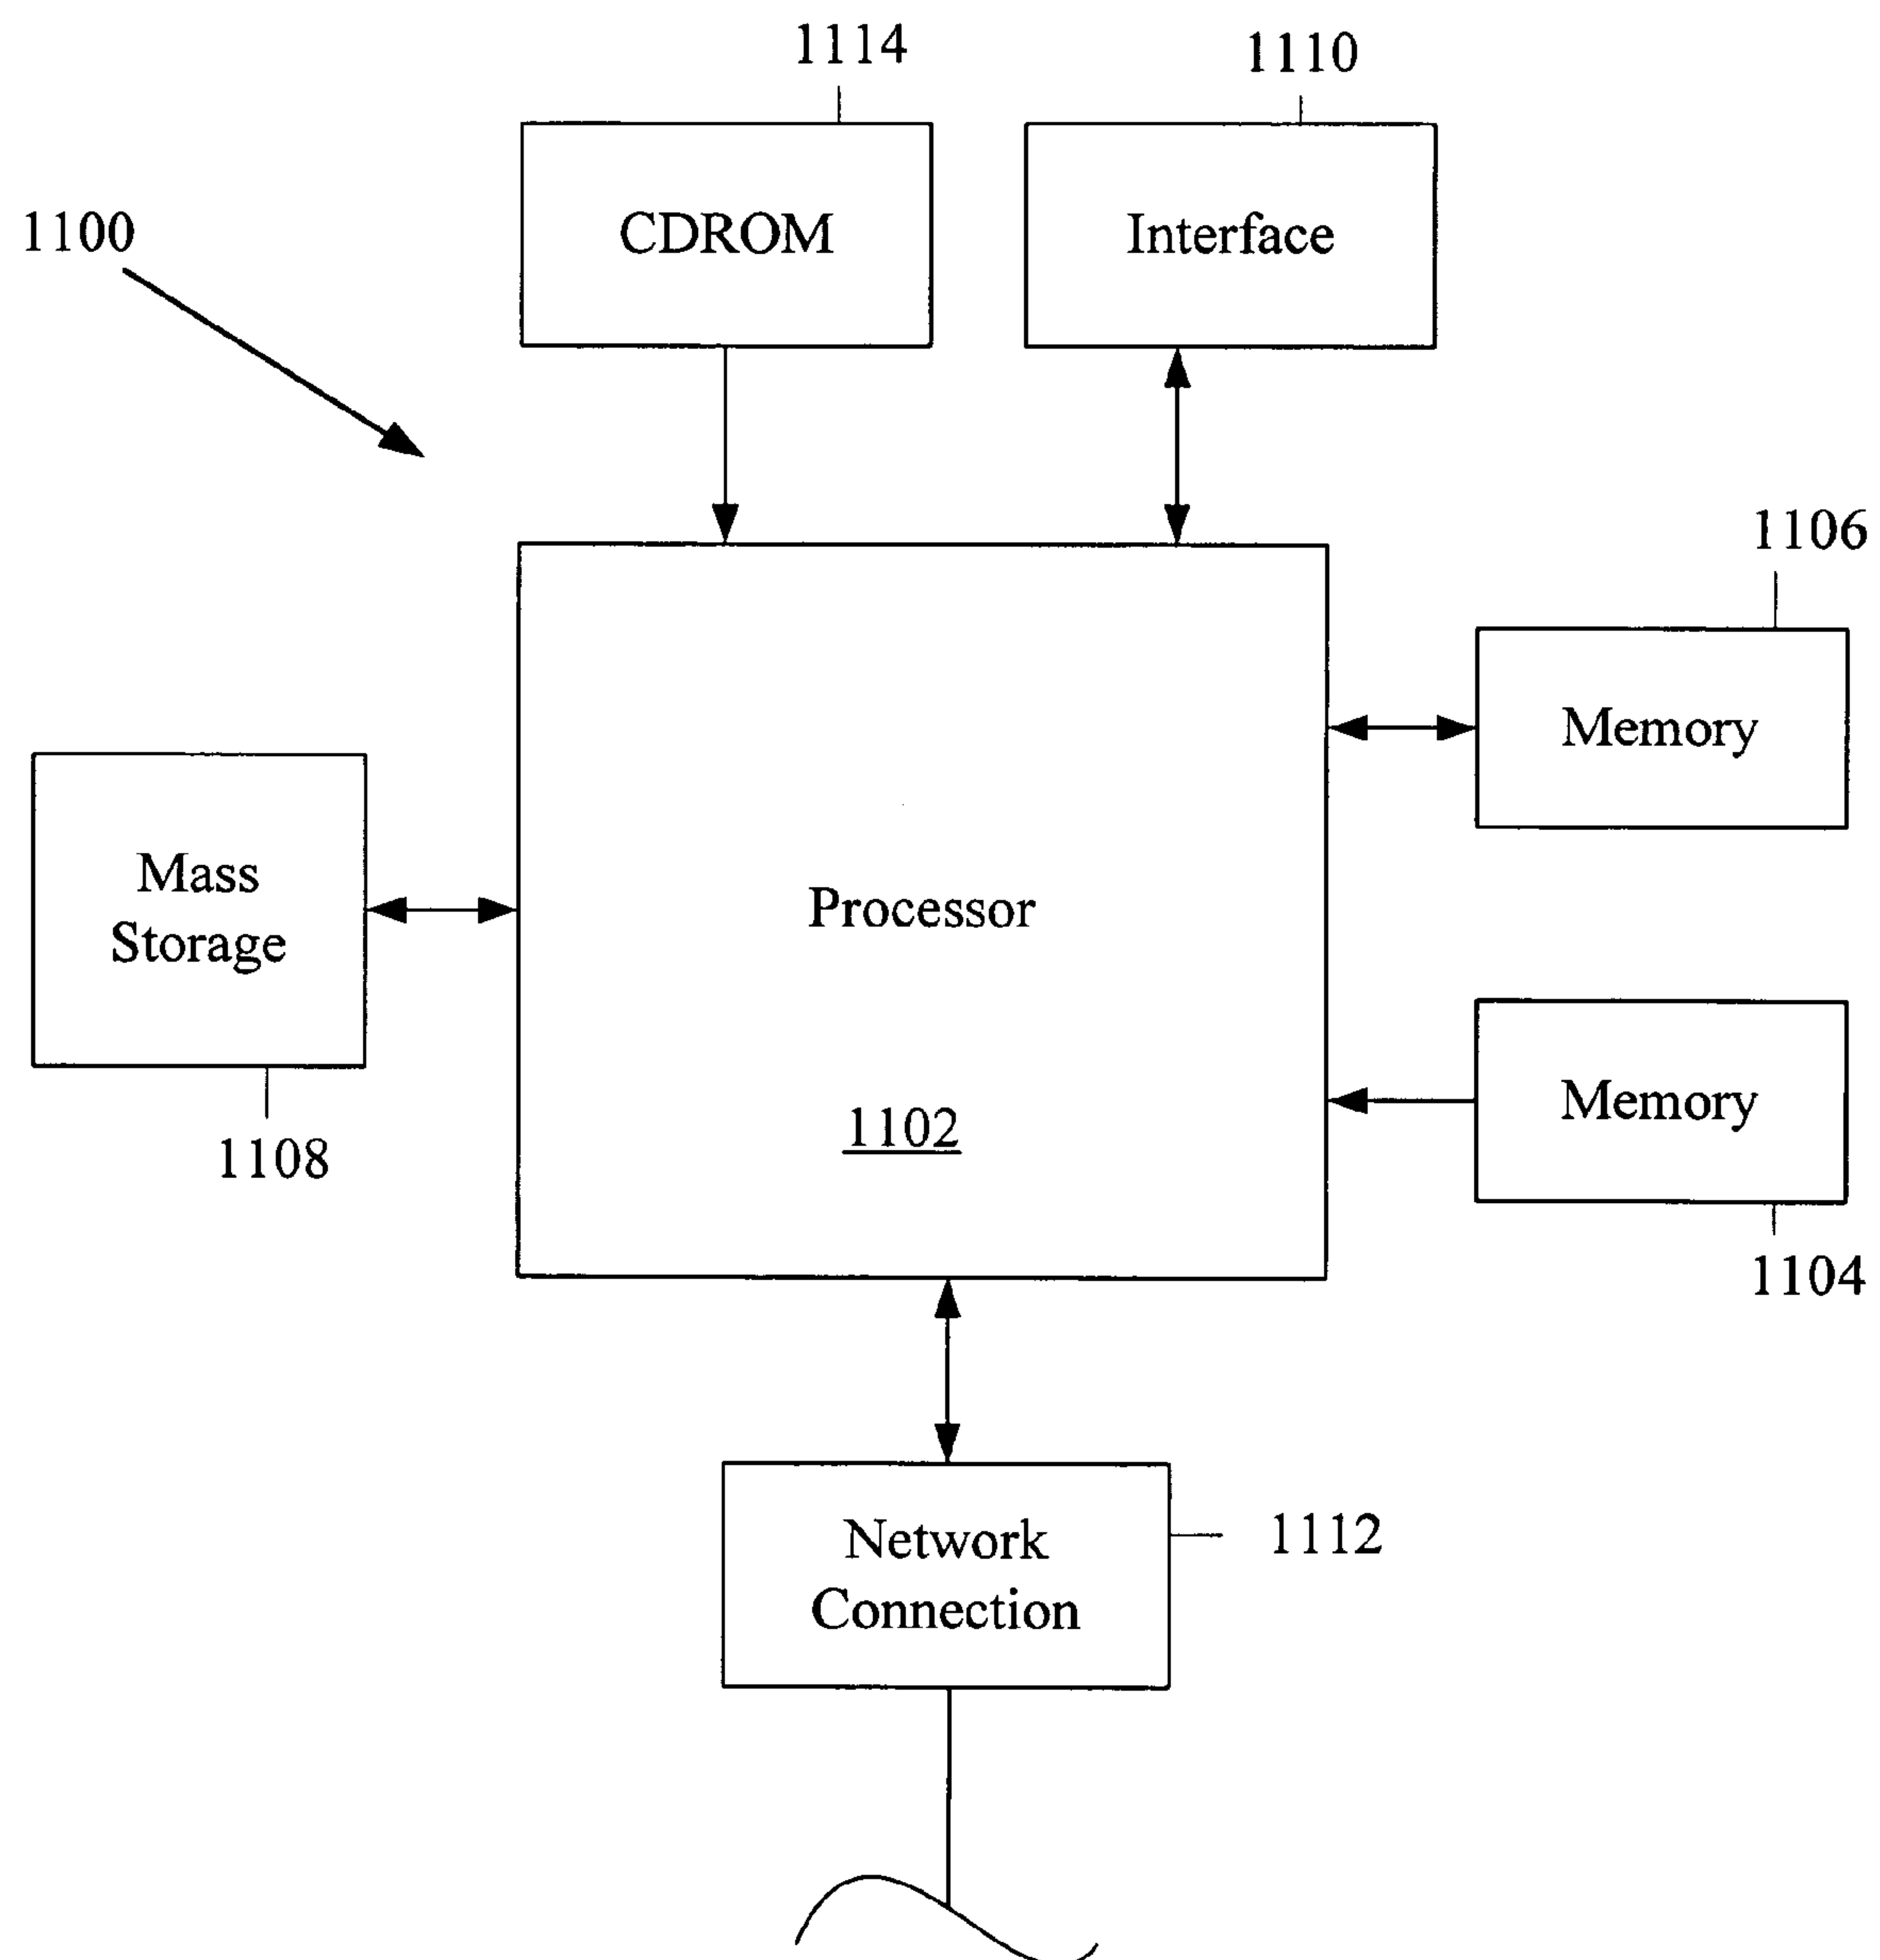 1114
1110
1100
CDROM
Interface
1106
Memory
Mass
Storage
Processor
1108
1102
Memory
1104
Network
Connection
1112